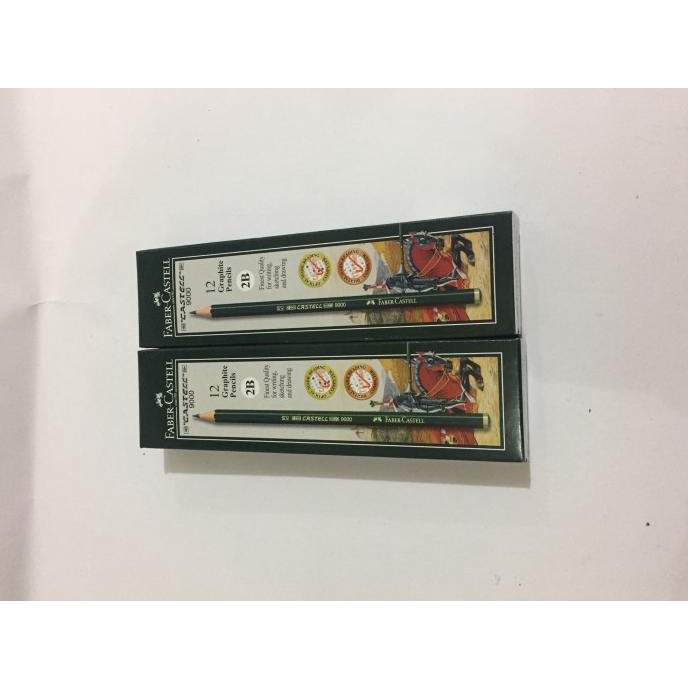 FABER-CASTELL
CASTELL
9000
12
Graphite
Pencils
2B
Finest Quality
for writing,
sketching
and drawing
CASTELL 9000
FABER-CASTELL
FABER-CASTELL
CASTELL
9000
12
Graphite
Pencils
2B
Finest Quality
for writing,
sketching
and drawing
CASTELL 9000
FABER-CASTELL